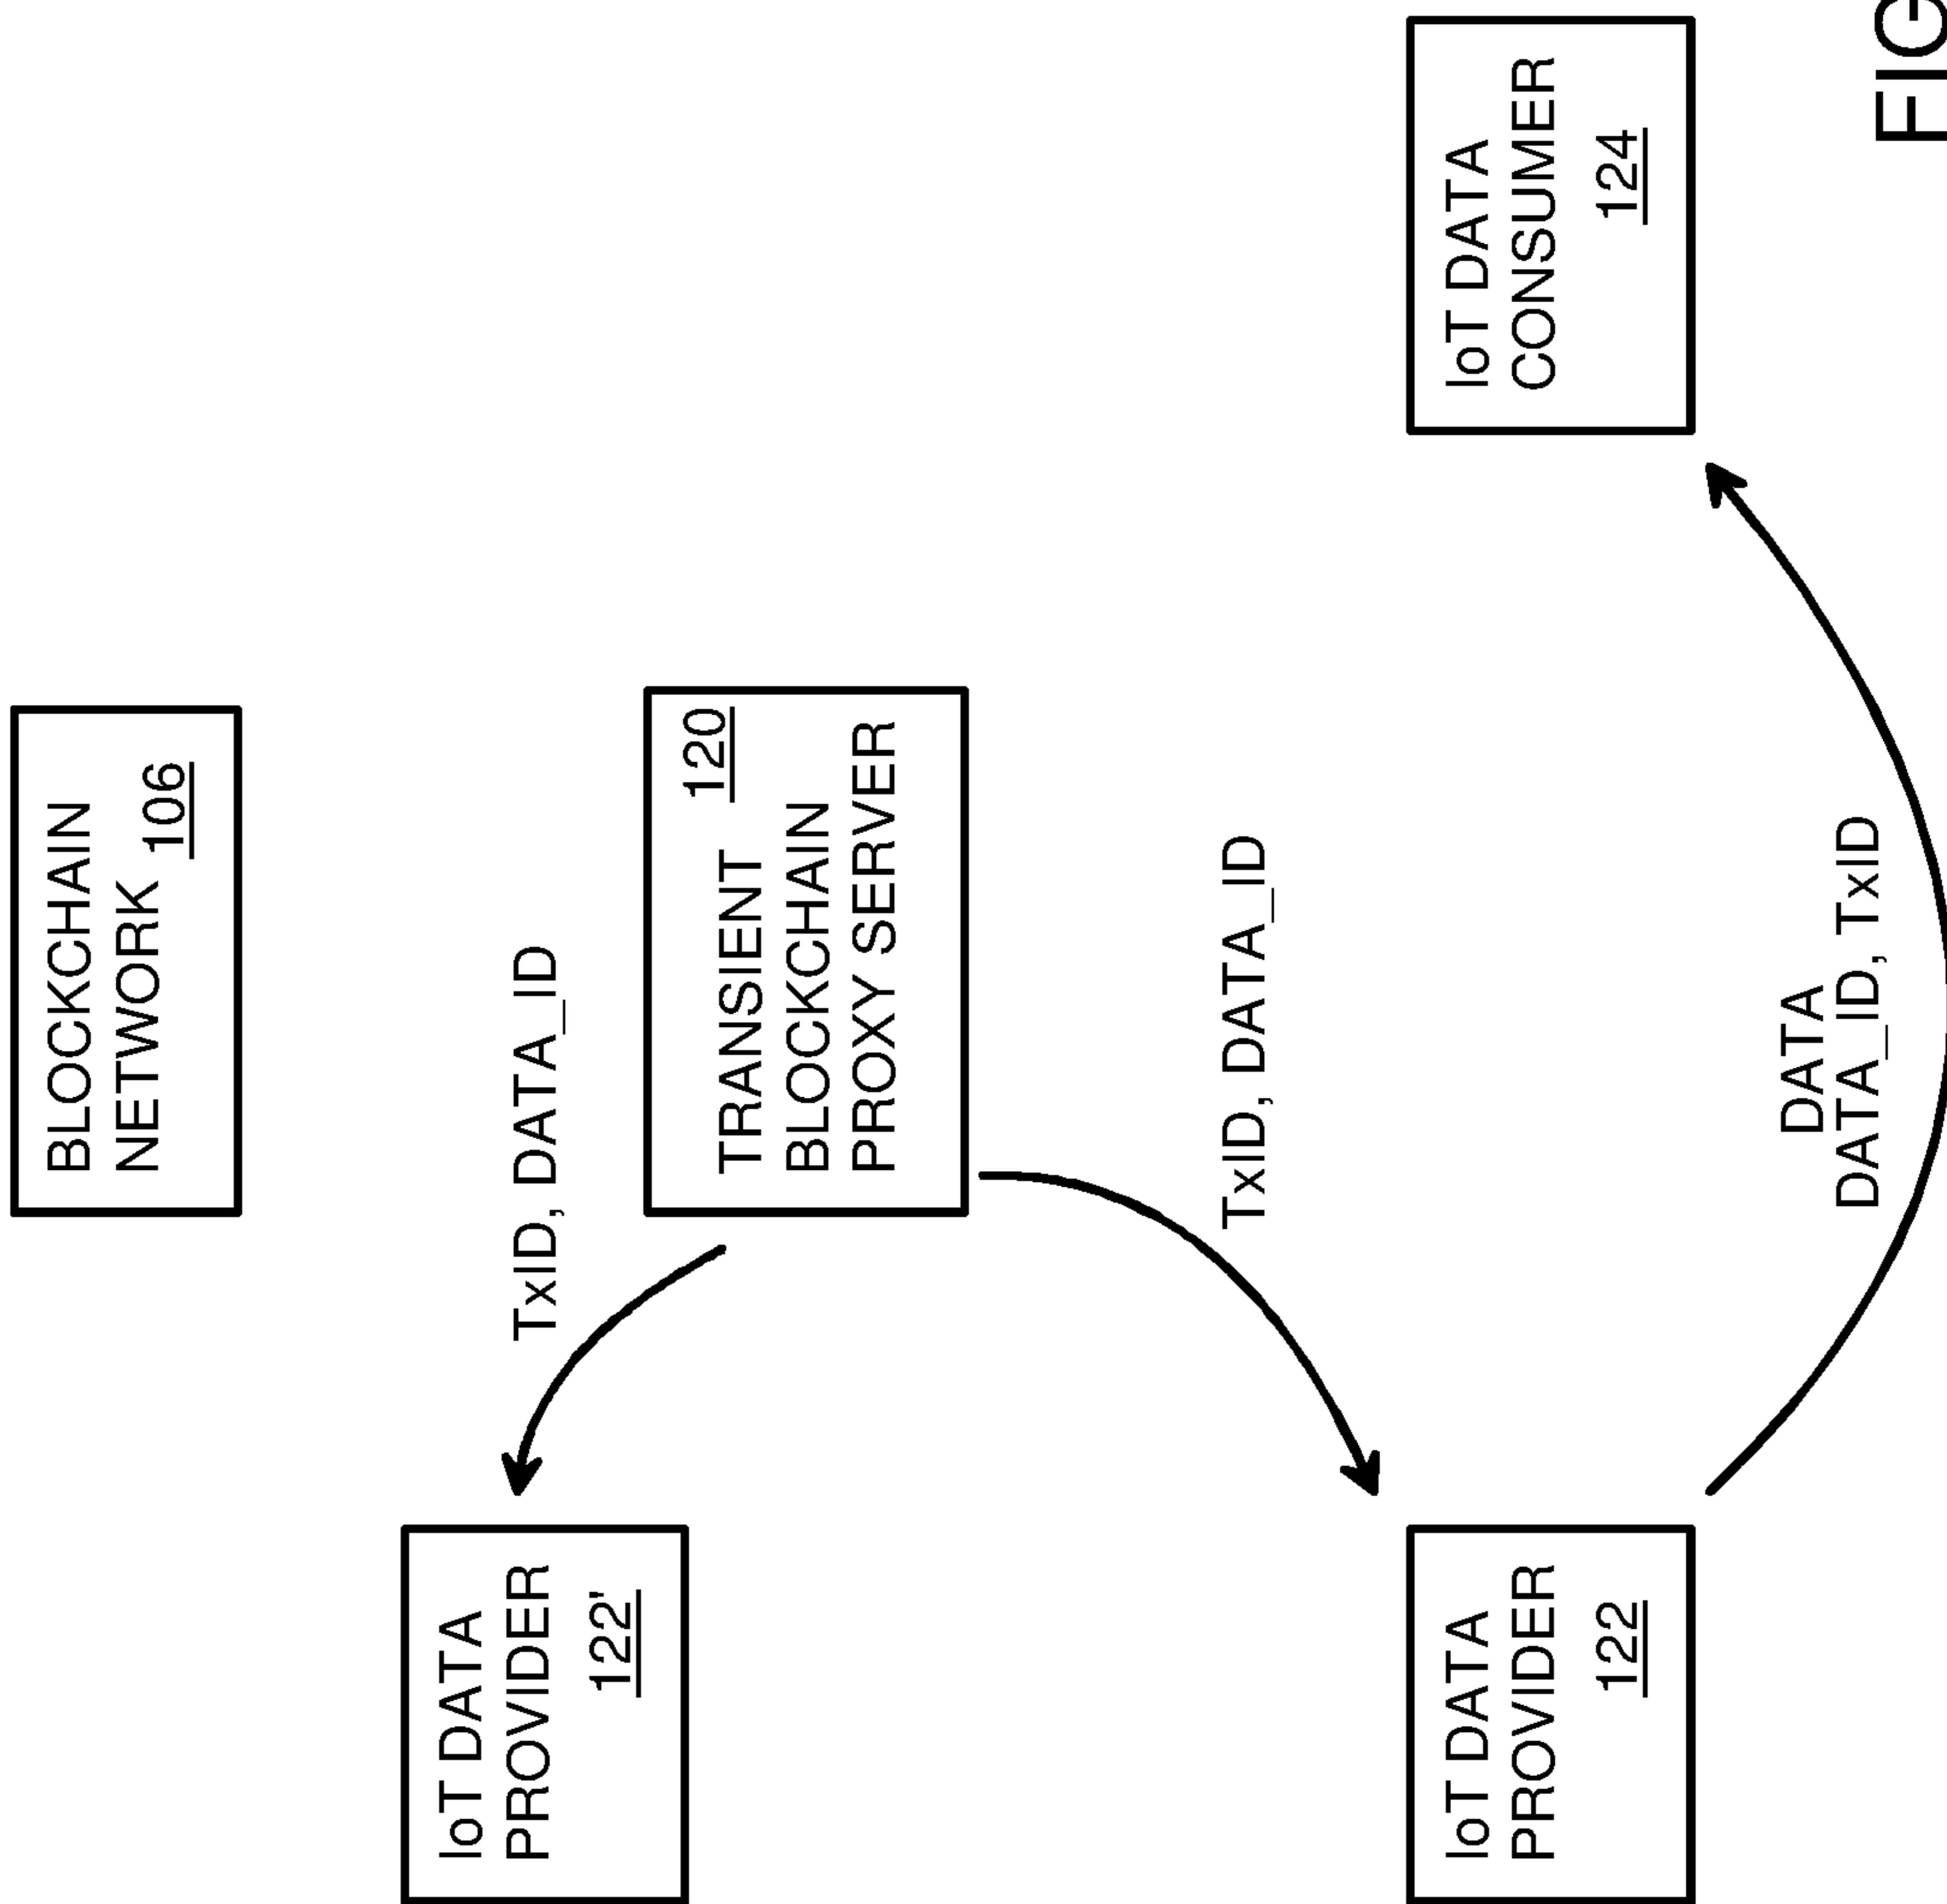 BLOCKCHAIN
NETWORK 106
TxID, DATA_ID
IoT DATA
PROVIDER
122'
120
TRANSIENT
BLOCKCHAIN
PROXY SERVER
TxID, DATA_ID
IoT DATA
PROVIDER
122
IoT DATA
CONSUMER
124
DATA
DATA_ID, TxID
FIG